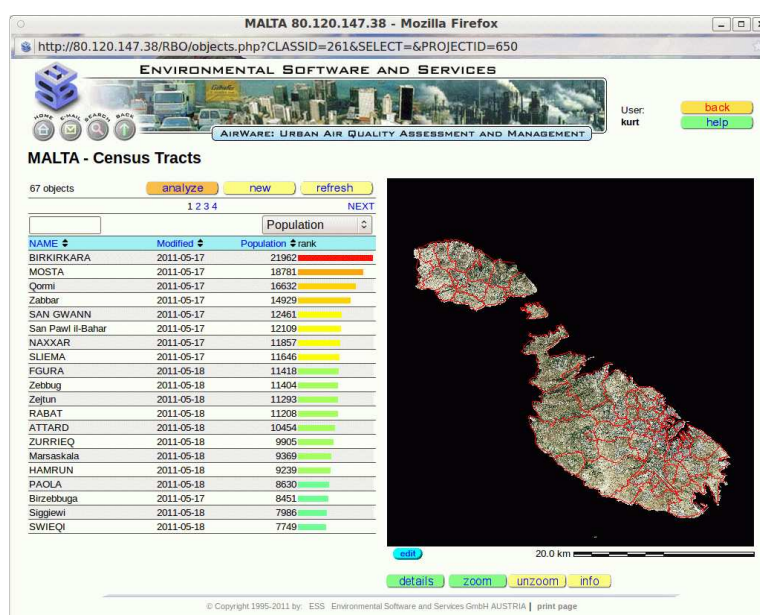 MALTA 80.120.147.38 - Mozilla Firefox
http://80.120.147.38/RBO/objects.php?CLASSID=261&SELECT=&PROJECTID=650
ENVIRONMENTAL SOFTWARE AND SERVICES
HOME E-MAIL SEARCH BACK
AIRWARE: URBAN AIR QUALITY ASSESSMENT AND MANAGEMENT
User: back
kurt help
MALTA - Census Tracts
67 objects analyze new refresh
1 2 3 4 NEXT
Population
NAME Modified Population rank
BIRKIRKARA 2011-05-17 21962
MOSTA 2011-05-17 18781
Qormi 2011-05-17 16632
Zabbar 2011-05-17 14929
SAN GWANN 2011-05-17 12461
San Pawl il-Bahar 2011-05-17 12109
NAXXAR 2011-05-17 11857
SLIEMA 2011-05-17 11646
FGURA 2011-05-18 11418
Zebbug 2011-05-18 11404
Zejtun 2011-05-18 11293
RABAT 2011-05-18 11208
ATTARD 2011-05-18 10454
ZURRIEQ 2011-05-18 9905
Marsaskala 2011-05-18 9369
HAMRUN 2011-05-18 9239
PAOLA 2011-05-18 8630
Birzebbuga 2011-05-17 8451
Siggiewi 2011-05-18 7986
SWIEQI 2011-05-18 7749
edit 20.0 km
details zoom unzoom info
© Copyright 1995-2011 by: ESS Environmental Software and Services GmbH AUSTRIA | print page